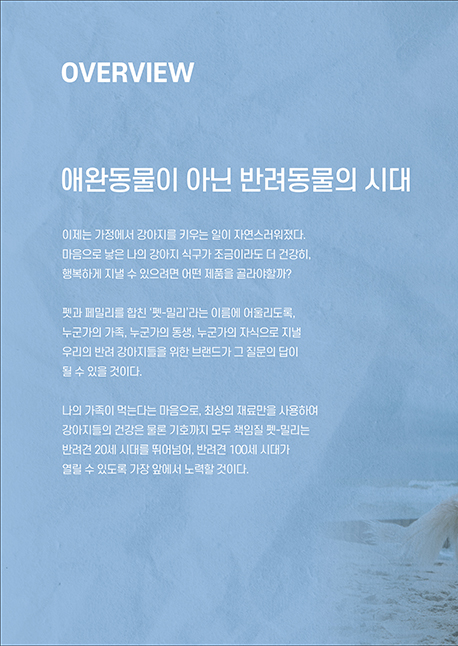 OVERVIEW
애완동물이 아닌 반려동물의 시대
이제는 가정에서 강아지를 키우는 일이 자연스러워졌다.
마음으로 낳은 나의 강아지 식구가 조금이라도 더 건강히,
행복하게 지낼 수 있으려면 어떤 제품을 골라야할까?
펫과 페밀리를 합친 '펫-밀리'라는 이름에 어울리도록,
누군가의 가족, 누군가의 동생, 누군가의 자식으로 지낼
우리의 반려 강아지들을 위한 브랜드가 그 질문의 답이
될 수 있을 것이다.
나의 가족이 먹는다는 마음으로, 최상의 재료만을 사용하여
강아지들의 건강은 물론 기호까지 모두 책임질 펫-밀리는
반려견 20세 시대를 뛰어넘어, 반려견 100세 시대가
열릴 수 있도록 가장 앞에서 노력할 것이다.